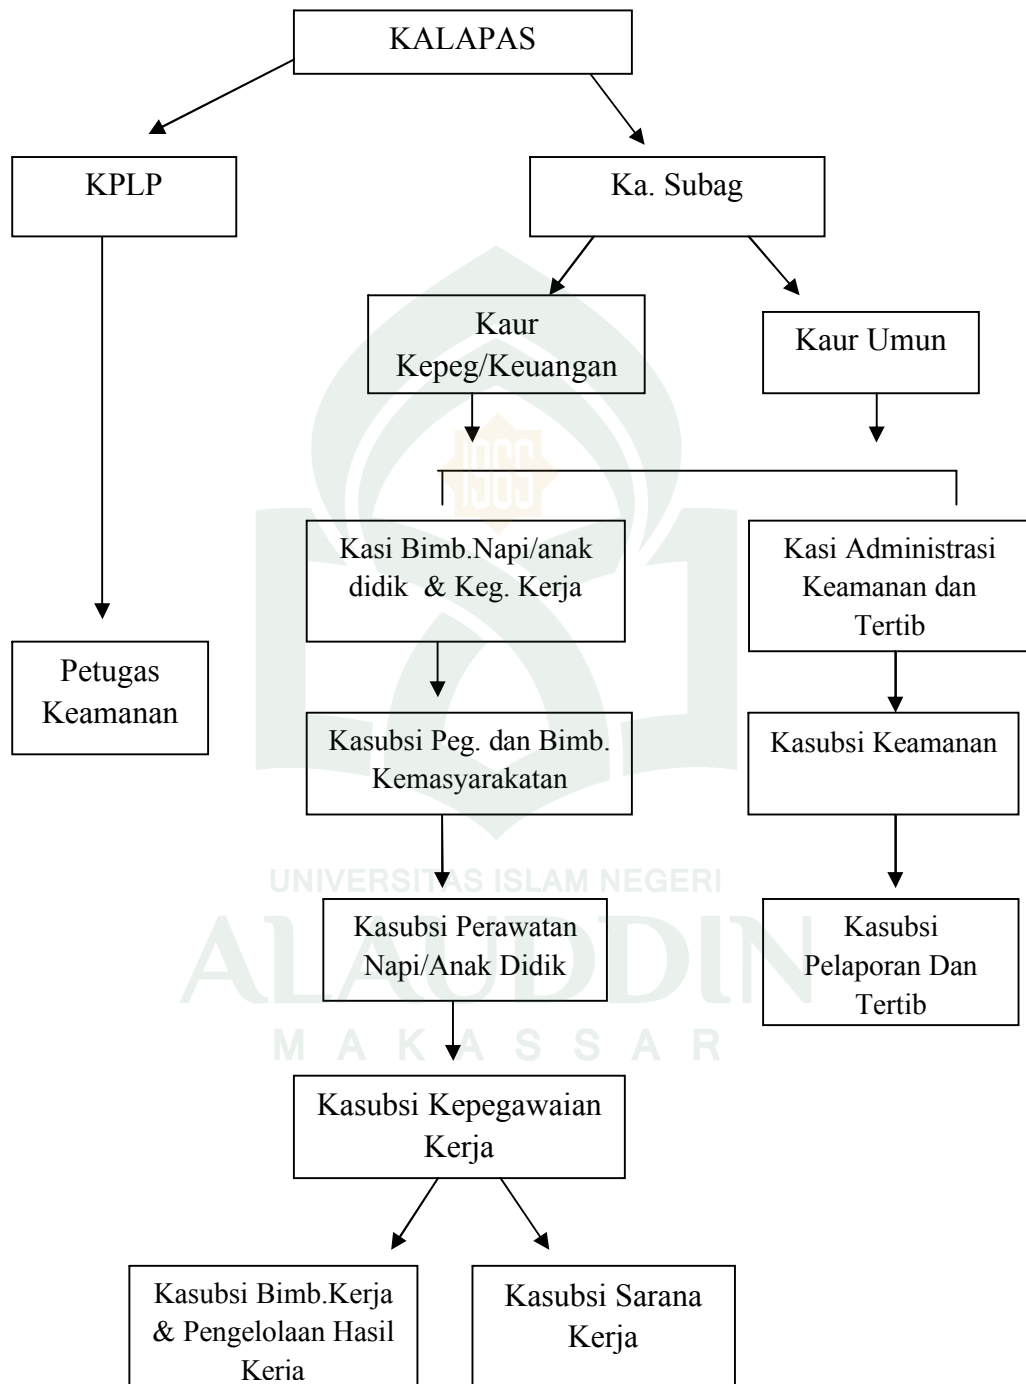 KALAPAS
KPLP
Ka. Subag
Kaur
Kepeg/Keuangan
Kaur Umun
1965
Kasi Bimb.Napi/anak
didik & Keg. Kerja
Kasi Administrasi
Keamanan dan
Tertib
Petugas
Keamanan
Kasubsi Peg. dan Bimb.
Kemasyarakatan
Kasubsi Keamanan
UNIVERSITAS ISLAM NEGERI
ALAUDDIN
MAKASSAR
Kasubsi Perawatan
Napi/Anak Didik
Kasubsi
Pelaporan Dan
Tertib
Kasubsi Kepegawaian
Kerja
Kasubsi Bimb.Kerja
& Pengelolaan Hasil
Kerja
Kasubsi Sarana
Kerja